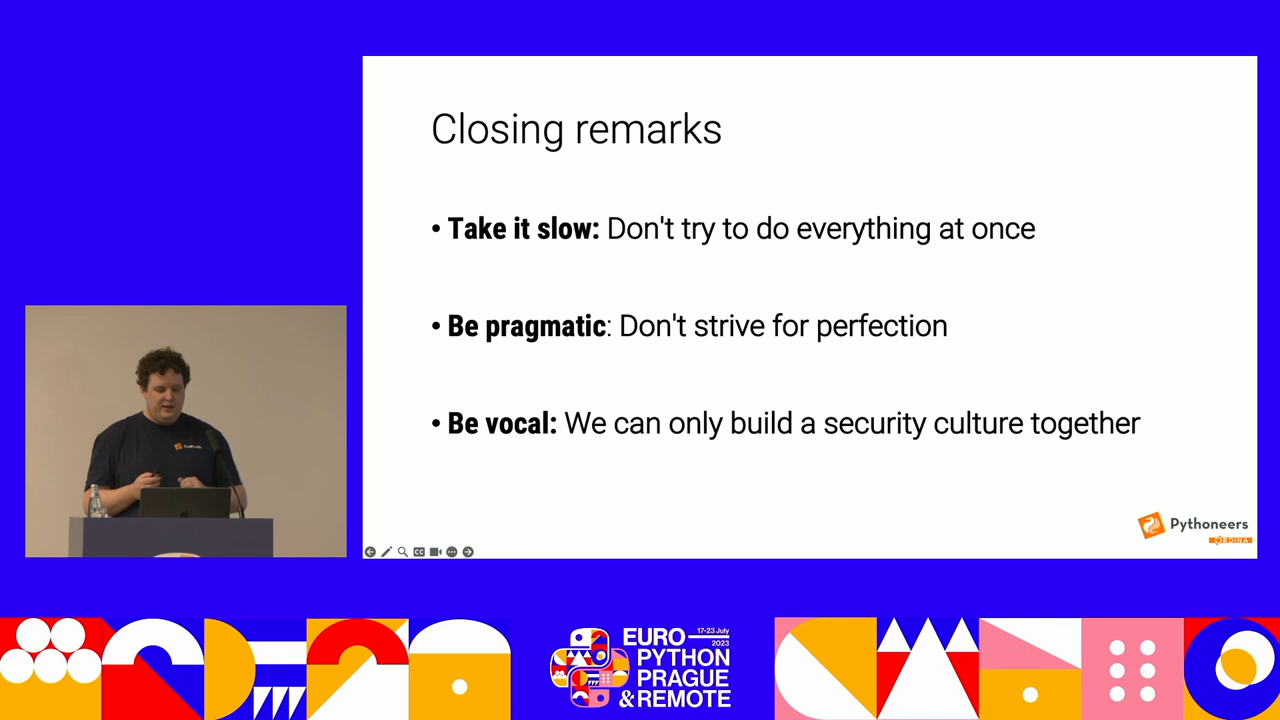 Closing remarks
• Take it slow: Don't try to do everything at once
• Be pragmatic: Don't strive for perfection
• Be vocal: We can only build a security culture together
Pythoneers
ORDINA
EURO 17-23 July
2023
PYTHON
PRAGUE
& REMOTE